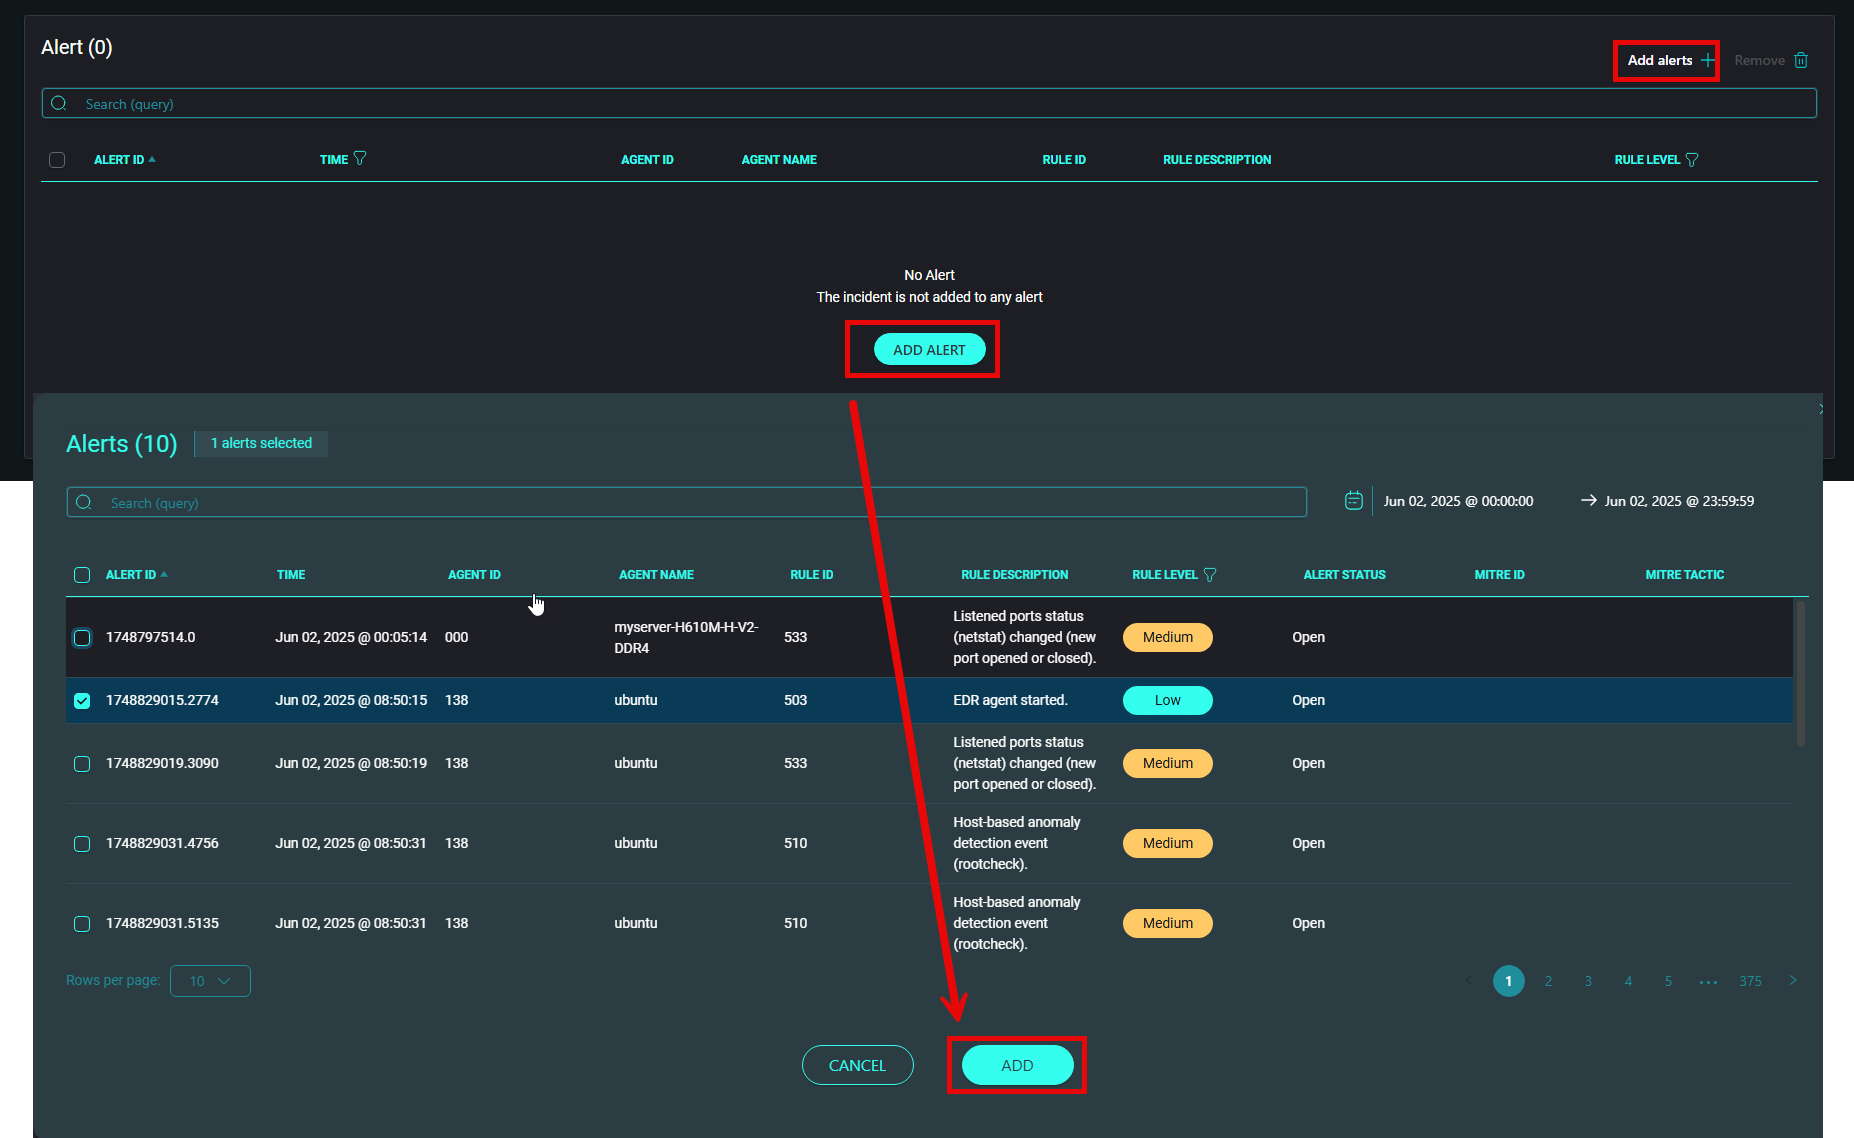 Alert (0)
Add alerts
Remove
Search (query)
ALERT ID TIME AGENT ID AGENT NAME RULE ID RULE DESCRIPTION RULE LEVEL
No Alert
The incident is not added to any alert
ADD ALERT
Alerts (10)
1 alerts selected
Search (query)
Jun 02, 2025 @ 00:00:00 → Jun 02, 2025 @ 23:59:59
ALERT ID TIME AGENT ID AGENT NAME RULE ID RULE DESCRIPTION RULE LEVEL ALERT STATUS MITRE ID MITRE TACTIC
1748797514.0 Jun 02, 2025 @ 00:05:14 000
myserver-H610M-H-V2-
DDR4
533
Listened ports status
(netstat) changed (new
port opened or closed).
Medium Open
1748829015.2774 Jun 02, 2025 @ 08:50:15 138 ubuntu 503 EDR agent started. Low Open
1748829019.3090 Jun 02, 2025 @ 08:50:19 138 ubuntu 533
Listened ports status
(netstat) changed (new
port opened or closed).
Medium Open
1748829031.4756 Jun 02, 2025 @ 08:50:31 138 ubuntu 510
Host-based anomaly
detection event
(rootcheck).
Medium Open
1748829031.5135 Jun 02, 2025 @ 08:50:31 138 ubuntu 510
Host-based anomaly
detection event
(rootcheck).
Medium Open
Rows per page: 10
1 2 3 4 5 ••• 375
CANCEL ADD